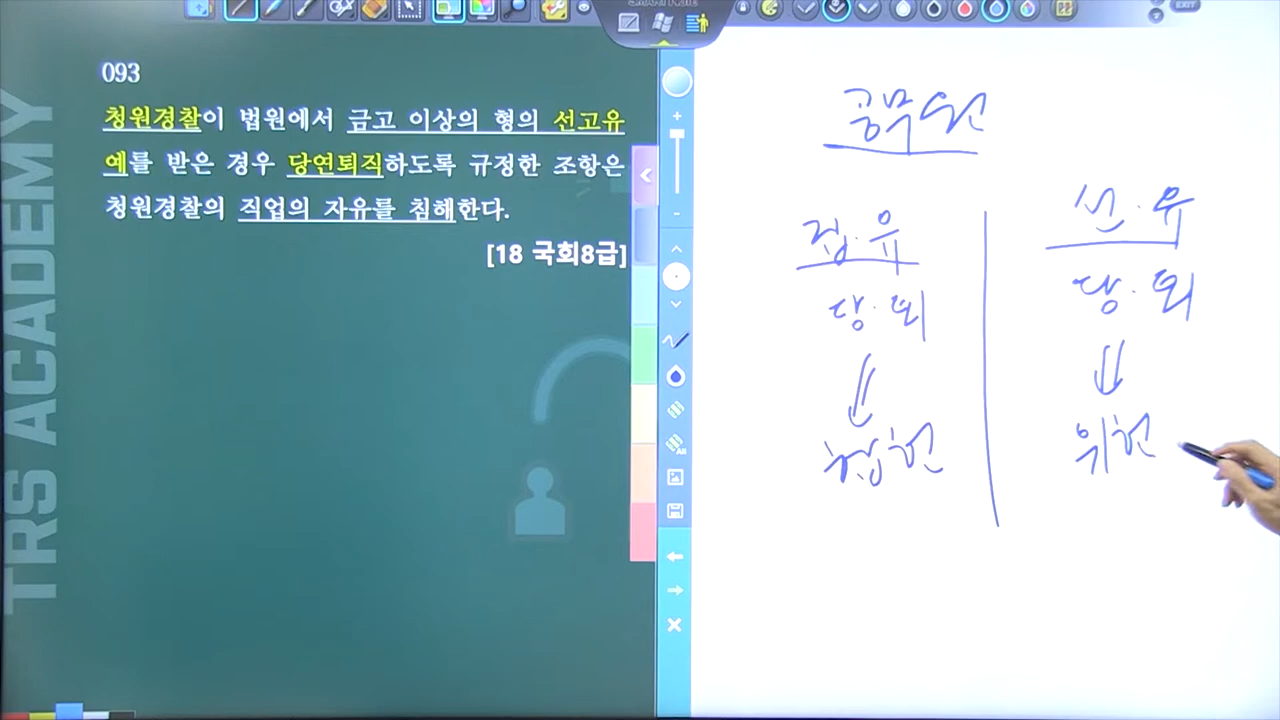 093
청원경찰이 법원에서 금고 이상의 형의 선고유
예를 받은 경우 당연퇴직하도록 규정한 조항은
청원경찰의 직업의 자유를 침해한다.
[18 국회8급]
TRS ACADEMY
EXIT
All
공무원
집.유
당.퇴
합헌
선.유
당.퇴
위헌